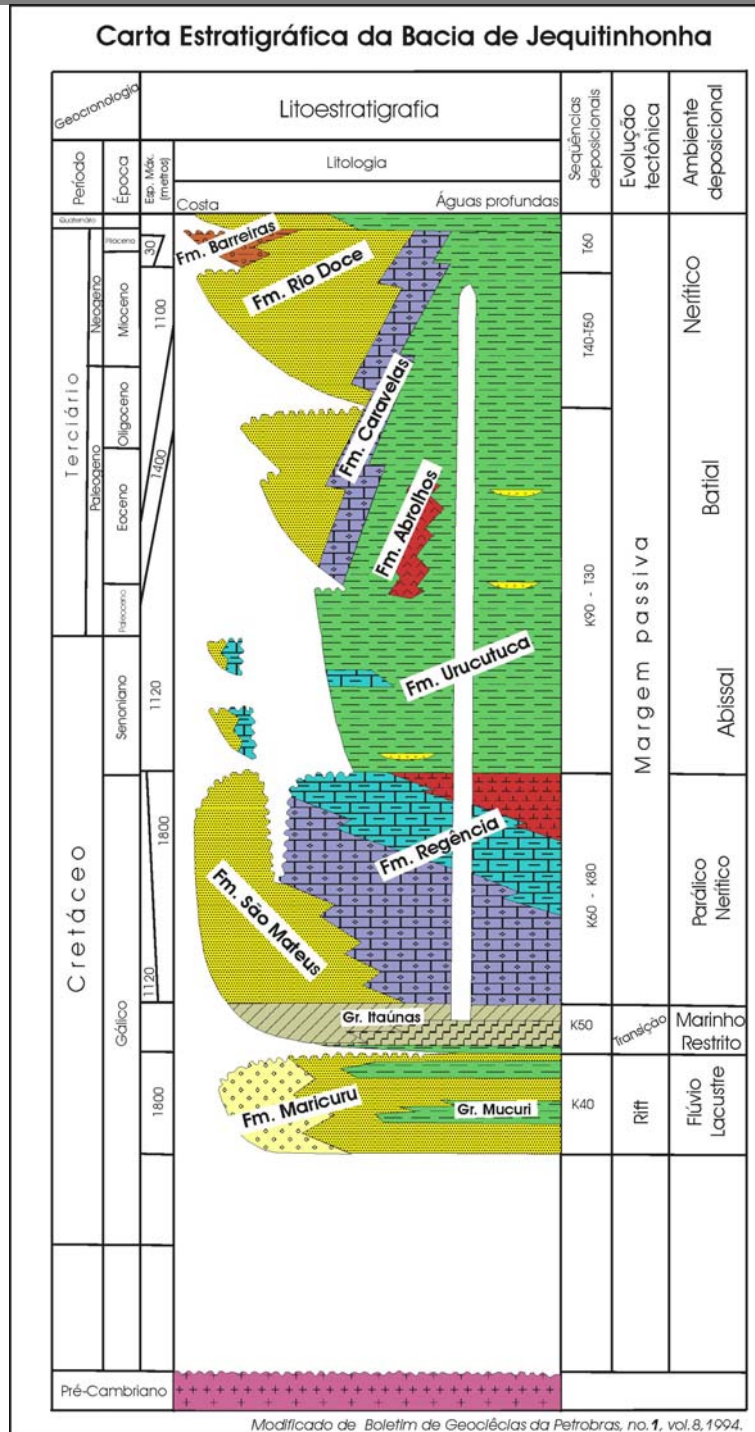 Carta Estratigráfica da Bacia de Jequitinhonha
Geocronologia
Litoestratigrafia
Seqüências deposicionais
Evolução tectônica
Ambiente deposicional
Período
Época
Esp. Máx. (metros)
Litologia
Costa
Águas profundas
Quaternário
Terciário
Neogeno
Paleogeno
Plioceno
Mioceno
Oligoceno
Eoceno
Paleoceno
Cretáceo
Senoniano
Gálico
Pré-Cambriano
30
1100
1400
1120
1800
1120
1800
Fm. Barreiras
Fm. Rio Doce
Fm. Caravelas
Fm. Abrolhos
Fm. Urucutuca
Fm. Regência
Fm. São Mateus
Gr. Itaúnas
Fm. Maricuru
Gr. Mucuri
T60
T40-T50
K90 - T30
K60 - K80
K50
K40
Margem passiva
Transição
Rift
Nerítico
Batial
Abissal
Parálico
Nerítico
Marinho
Restrito
Flúvio
Lacustre
Modificado de Boletim de Geociêcias da Petrobras, no.1, vol.8,1994.